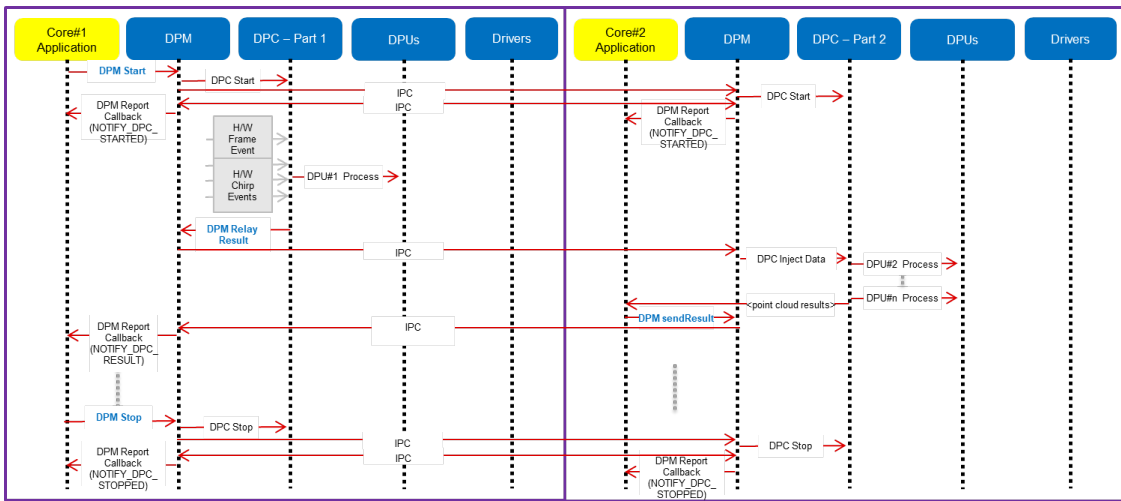 Core#1
Application
DPM
DPC – Part 1
DPUs
Drivers
Core#2
Application
DPM
DPC – Part 2
DPUs
Drivers
DPM Start
DPC Start
IPC
IPC
DPC Start
DPM Report
Callback
(NOTIFY_DPC_
STARTED)
DPM Report
Callback
(NOTIFY_DPC_
STARTED)
H/W
Frame
Event
H/W
Chirp
Events
DPU#1 Process
DPM Relay
Result
IPC
DPC Inject Data
DPU#2 Process
DPU#n Process
<point cloud results>
DPM sendResult
IPC
DPM Report
Callback
(NOTIFY_DPC_
RESULT)
DPM Stop
DPC Stop
IPC
IPC
DPC Stop
DPM Report
Callback
(NOTIFY_DPC_
STOPPED)
DPM Report
Callback
(NOTIFY_DPC_
STOPPED)